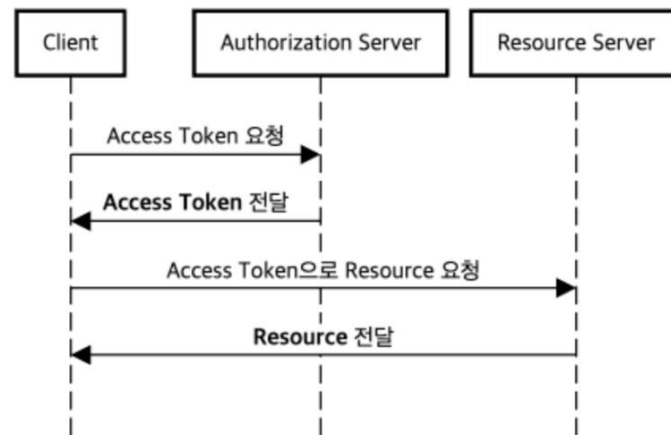 Client
Authorization Server
Resource Server
Access Token 요청
Access Token 전달
Access Token으로 Resource 요청
Resource 전달